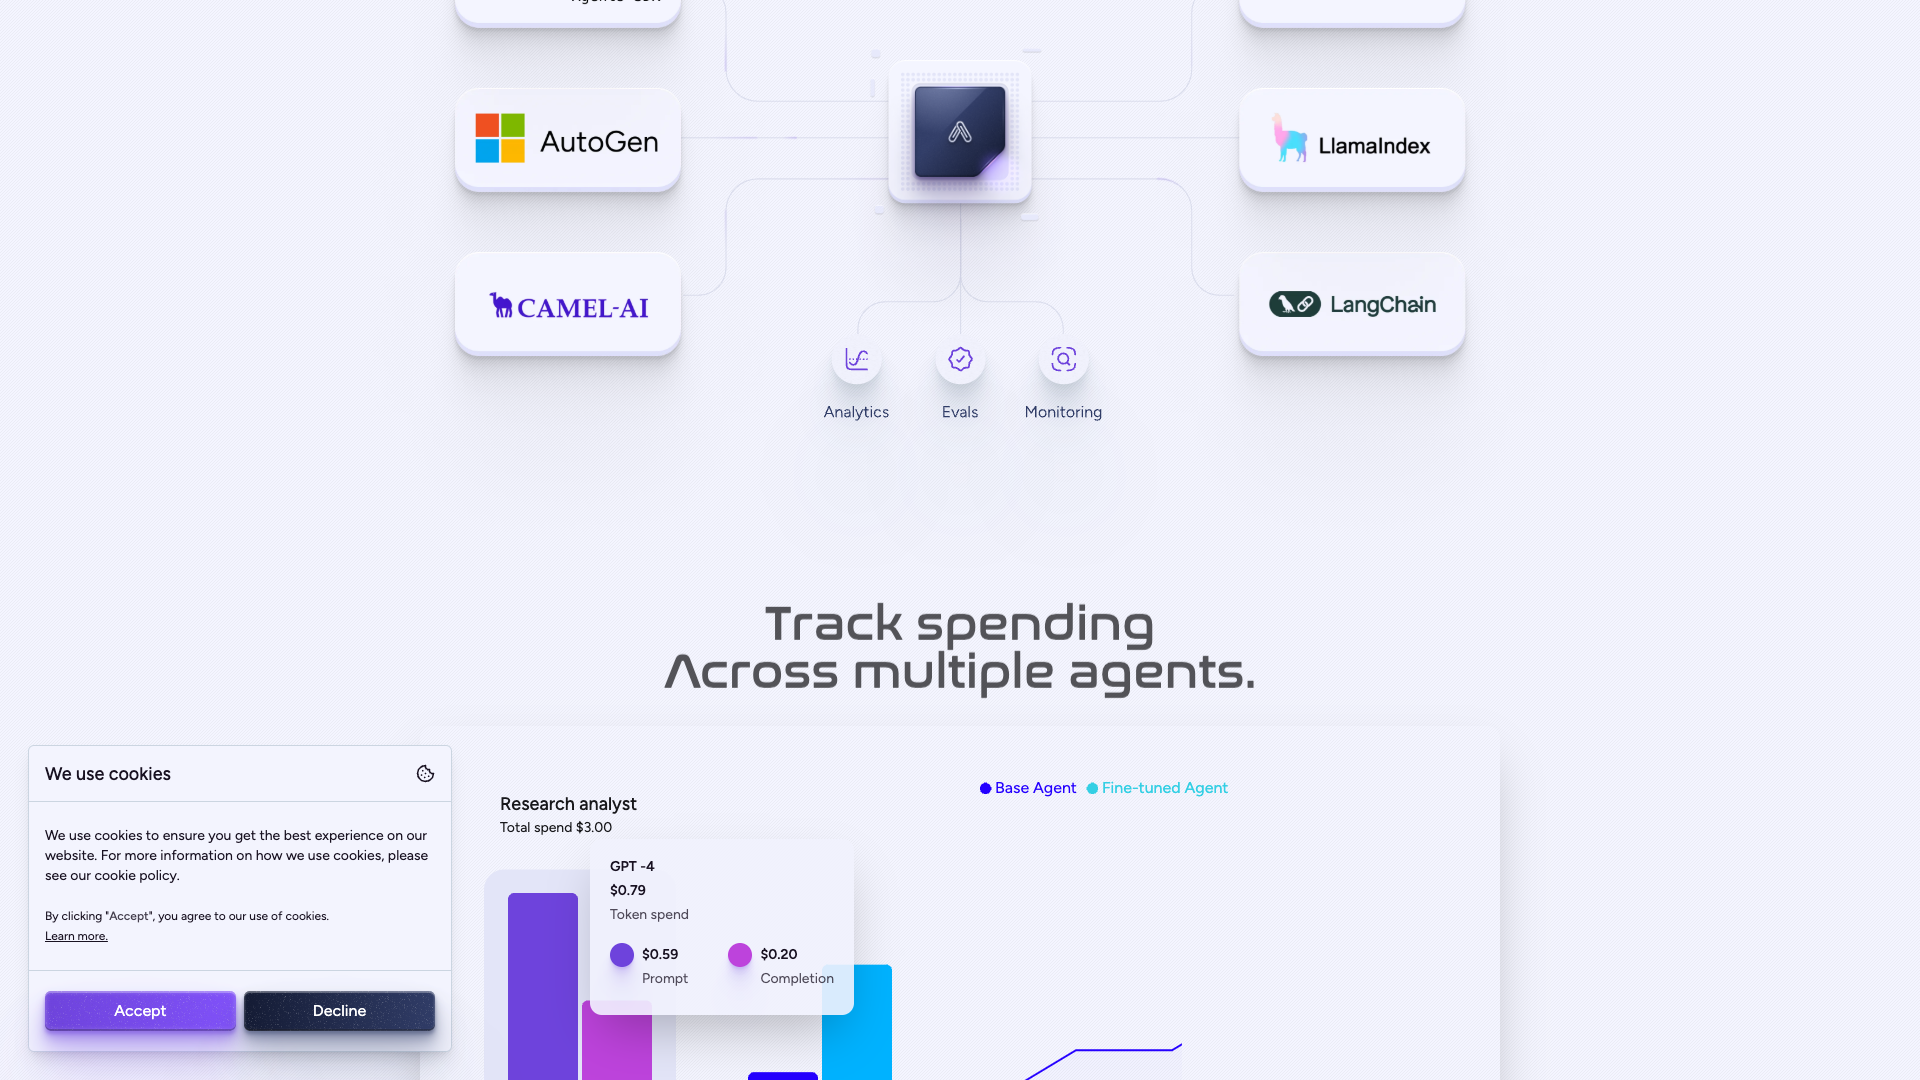 AutoGen
LlamaIndex
CAMEL-AI
LangChain
Analytics
Evals
Monitoring
Track spending
Across multiple agents.
We use cookies
We use cookies to ensure you get the best experience on our
website. For more information on how we use cookies, please
see our cookie policy.
By clicking "Accept", you agree to our use of cookies.
Learn more.
Accept
Decline
Research analyst
Total spend $3.00
Base Agent
Fine-tuned Agent
GPT -4
$0.79
Token spend
$0.59
Prompt
$0.20
Completion